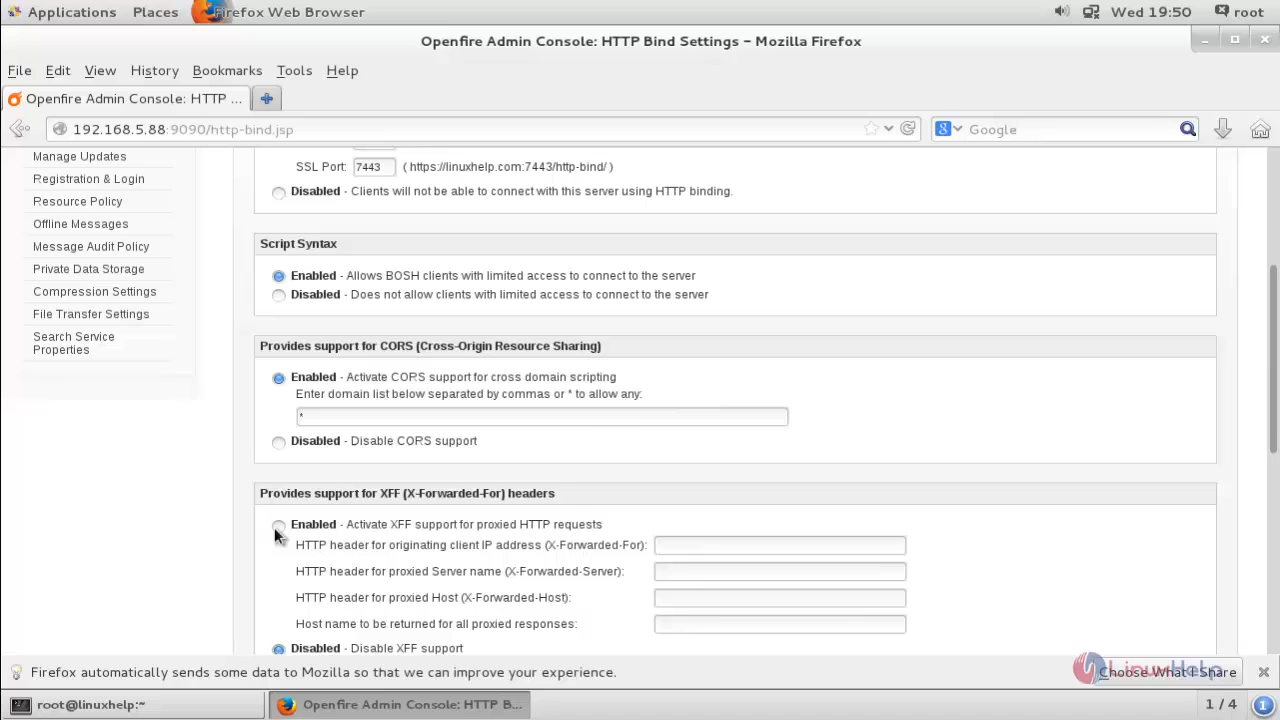 Applications Places Firefox Web Browser Wed 19:50 root
Openfire Admin Console: HTTP Bind Settings - Mozilla Firefox
File Edit View History Bookmarks Tools Help
Openfire Admin Console: HTTP ...
192.168.5.88:9090/http-bind.jsp Google
Manage Updates
Registration & Login
Resource Policy
Offline Messages
Message Audit Policy
Private Data Storage
Compression Settings
File Transfer Settings
Search Service
Properties
SSL Port: 7443 ( https://linuxhelp.com:7443/http-bind/ )
Disabled - Clients will not be able to connect with this server using HTTP binding.
Script Syntax
Enabled - Allows BOSH clients with limited access to connect to the server
Disabled - Does not allow clients with limited access to connect to the server
Provides support for CORS (Cross-Origin Resource Sharing)
Enabled - Activate CORS support for cross domain scripting
Enter domain list below separated by commas or * to allow any:
*
Disabled - Disable CORS support
Provides support for XFF (X-Forwarded-For) headers
Enabled - Activate XFF support for proxied HTTP requests
HTTP header for originating client IP address (X-Forwarded-For):
HTTP header for proxied Server name (X-Forwarded-Server):
HTTP header for proxied Host (X-Forwarded-Host):
Host name to be returned for all proxied responses:
Disabled - Disable XFF support
Firefox automatically sends some data to Mozilla so that we can improve your experience. Choose What I Share
LinuxHelp
root@linuxhelp:~ Openfire Admin Console: HTTP B... 1 / 4 1